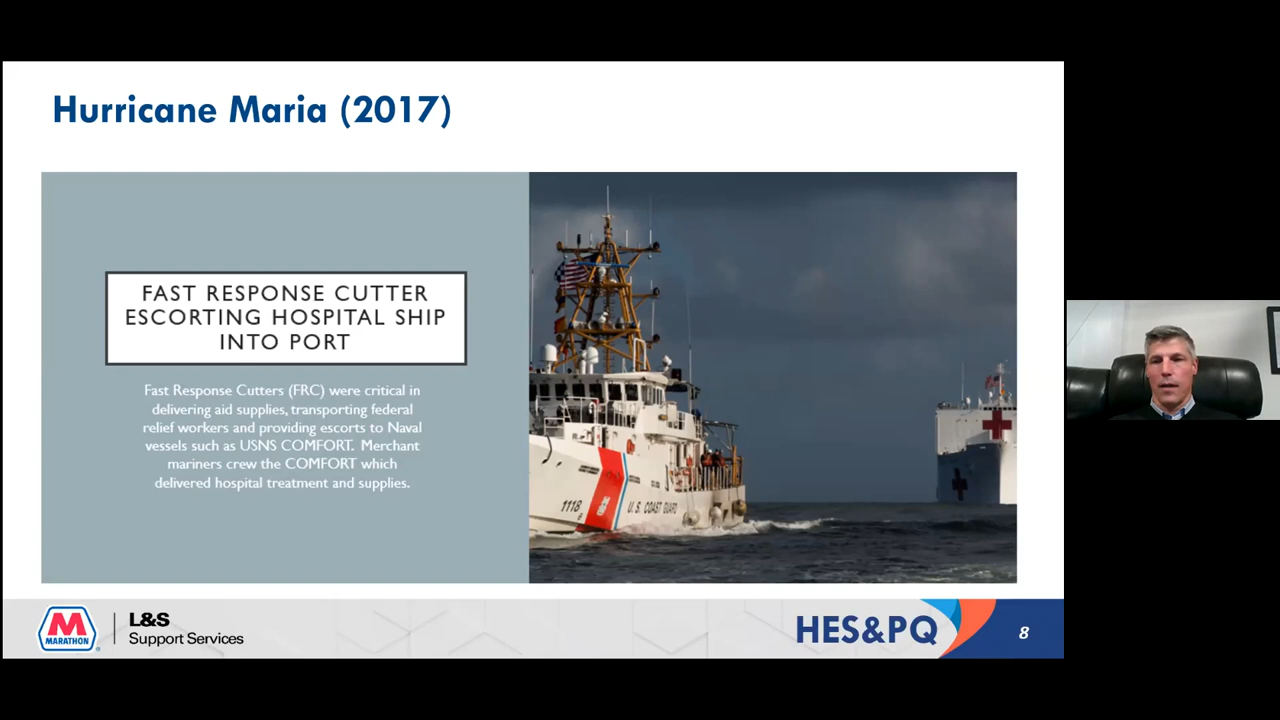 Hurricane Maria (2017)
FAST RESPONSE CUTTER
ESCORTING HOSPITAL SHIP
INTO PORT
Fast Response Cutters (FRC) were critical in
delivering aid supplies, transporting federal
relief workers and providing escorts to Naval
vessels such as USNS COMFORT. Merchant
mariners crew the COMFORT which
delivered hospital treatment and supplies.
1118
U.S. COAST GUARD
M
MARATHON
L&S
Support Services
HES&PQ
8